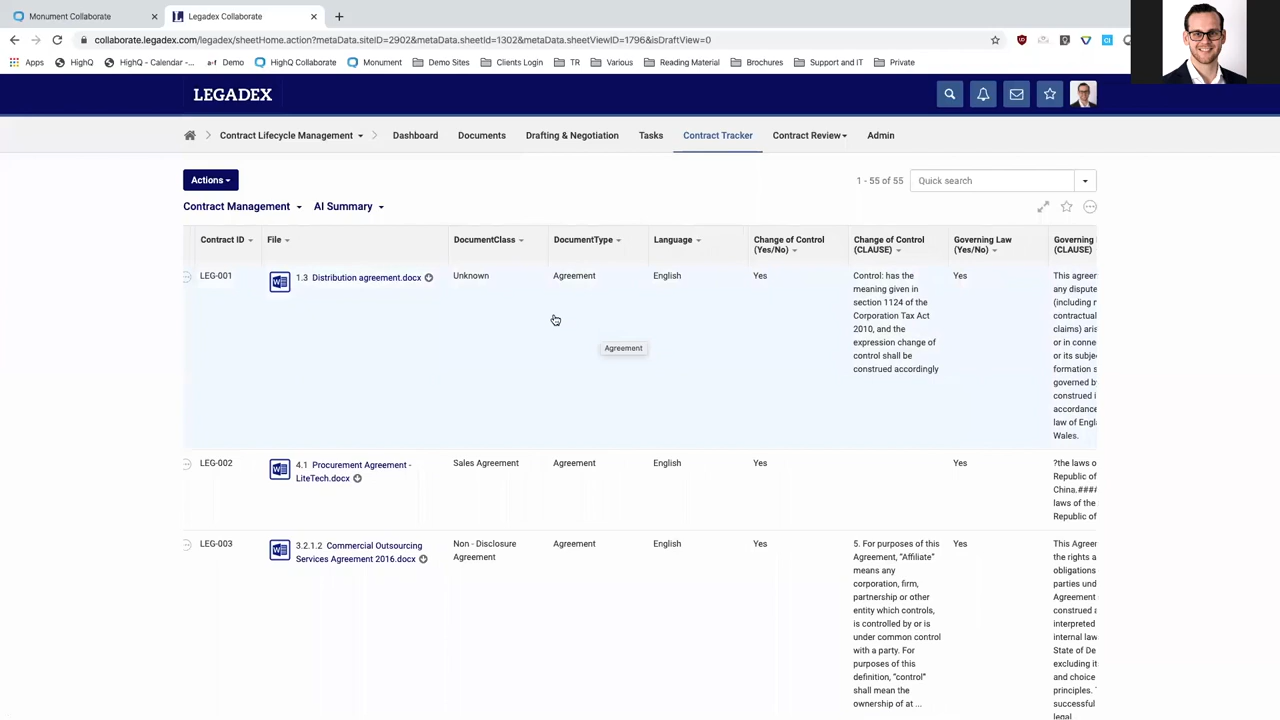 Monument Collaborate
Legadex Collaborate
collaborate.legadex.com/legadex/sheetHome.action?metaData.siteID=2902&metaData.sheetId=1302&metaData.sheetViewID=1796&isDraftView=0
Apps
HighQ
HighQ - Calendar -...
Demo
HighQ Collaborate
Monument
Demo Sites
Clients Login
TR
Various
Reading Material
Brochures
Support and IT
Private
LEGADEX
Contract Lifecycle Management
Dashboard
Documents
Drafting & Negotiation
Tasks
Contract Tracker
Contract Review
Admin
Actions
1 - 55 of 55
Quick search
Contract Management
AI Summary
Contract ID
File
DocumentClass
DocumentType
Language
Change of Control
(Yes/No)
Change of Control
(CLAUSE)
Governing Law
(Yes/No)
Governing
LEG-001
1.3 Distribution agreement.docx
Unknown
Agreement
English
Yes
Control: has the
meaning given in
section 1124 of the
Corporation Tax Act
2010, and the
expression change of
control shall be
construed accordingly
Yes
This agree
any dispute
(including n
contractual
claims) aris
or in conne
or its subje
formation s
governed by
construed i
accordance
law of Engl
Wales.
Agreement
LEG-002
4.1 Procurement Agreement -
LiteTech.docx
Sales Agreement
Agreement
English
Yes
Yes
?the laws o
Republic of
China.####
laws of the
Republic of
LEG-003
3.2.1.2 Commercial Outsourcing
Services Agreement 2016.docx
Non - Disclosure
Agreement
Agreement
English
Yes
5. For purposes of this
Agreement, “Affiliate”
means any
corporation, firm,
partnership or other
entity which controls,
is controlled by or is
under common control
with a party. For
purposes of this
definition, “control”
shall mean the
ownership of at ...
Yes
This Agree
the rights a
obligations
parties und
Agreement
construed a
interpreted
internal law
State of De
excluding it
and choice
principles.
successful
legal